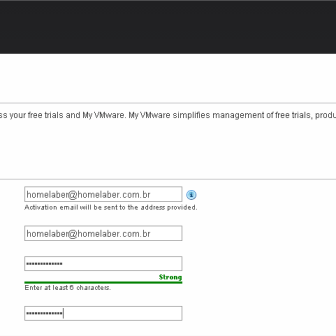 ss your free trials and My VMware. My VMware simplifies management of free trials, produ
homelaber@homelaber.com.br
Activation email will be sent to the address provided.
homelaber@homelaber.com.br
•••••••••••••
Strong
Enter at least 6 characters.
•••••••••••••